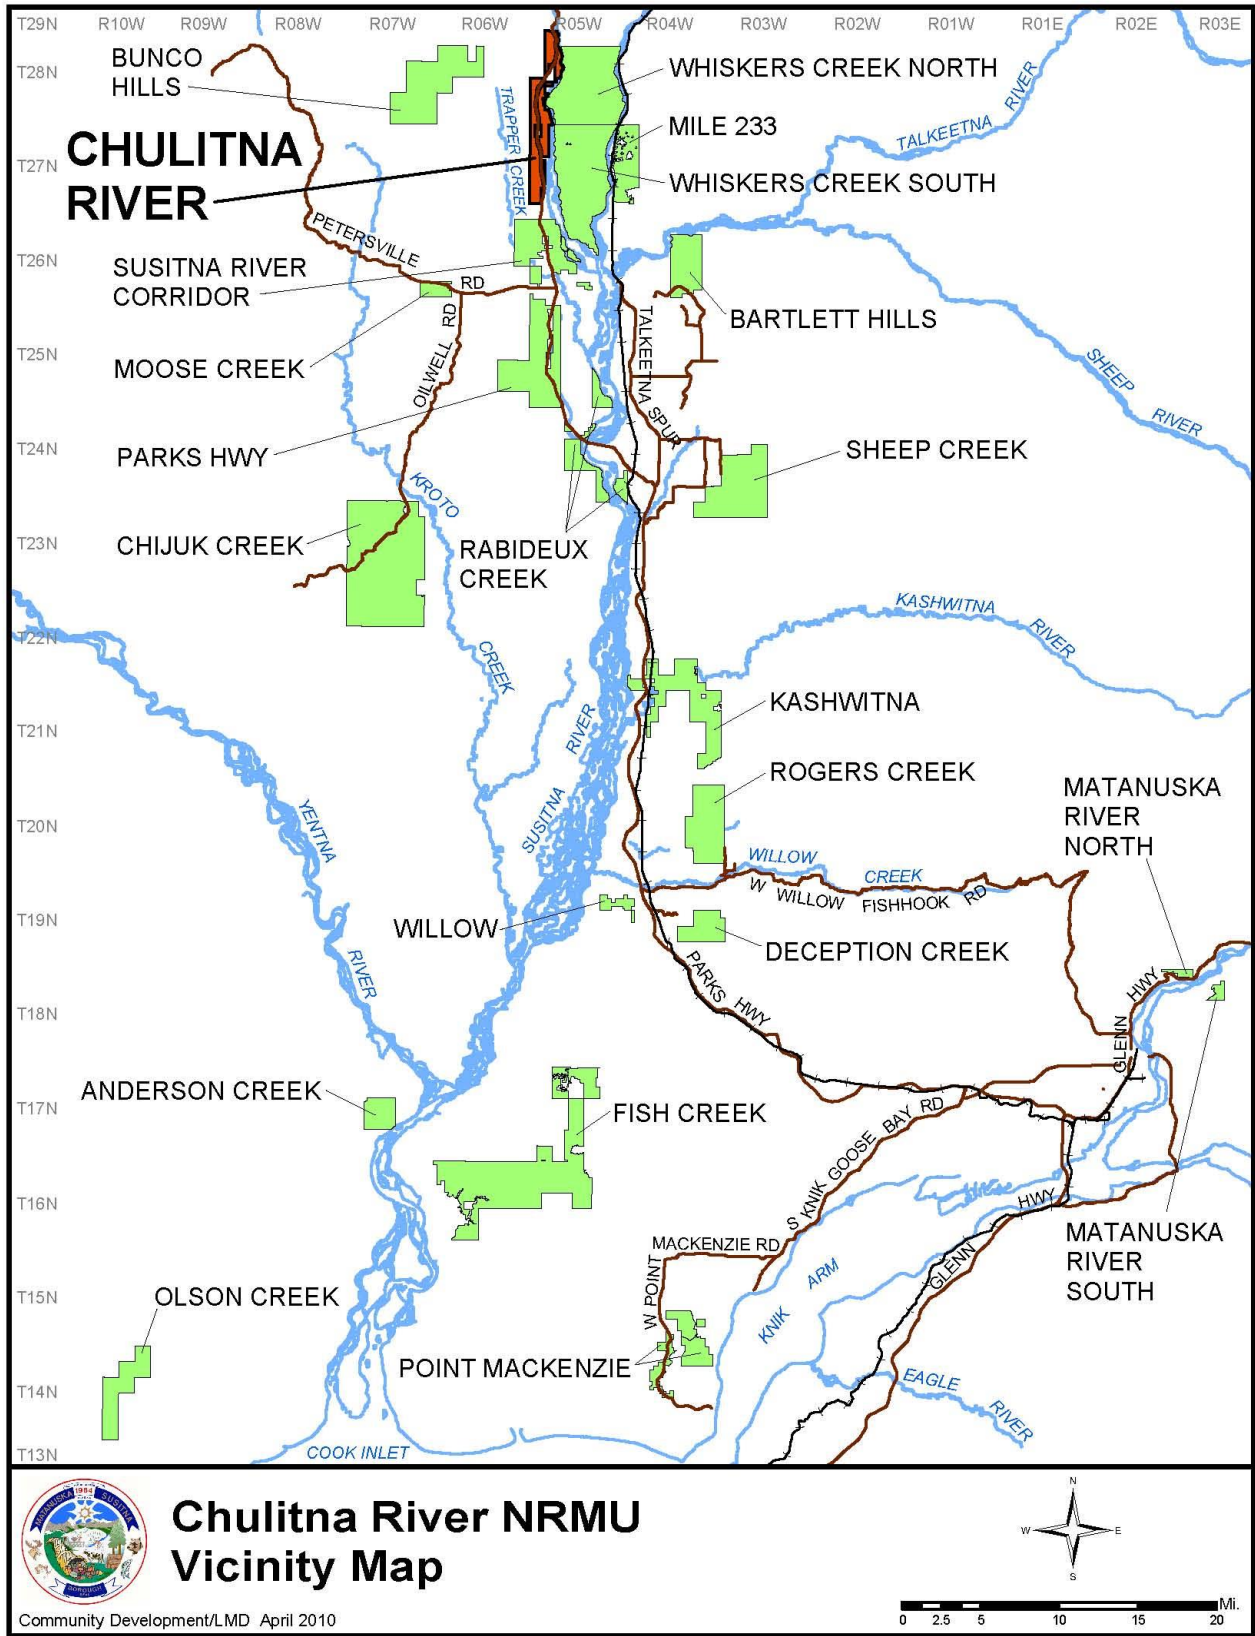 T29N R10W R09W R08W R07W R06W R05W R04W R03W R02W R01W R01E R02E R03E
BUNCO
HILLS
T28N
WHISKERS CREEK NORTH
RIVER
TALKEETNA
TRAPPER CREEK
MILE 233
CHULITNA
RIVER
T27N
WHISKERS CREEK SOUTH
PETERSVILLE
RD
T26N
SUSITNA RIVER
CORRIDOR
BARTLETT HILLS
OILWELL RD
TALKEETNA SPUR
T25N
MOOSE CREEK
SHEEP
RIVER
T24N
PARKS HWY
SHEEP CREEK
KROTO
CREEK
T23N
CHIJUK CREEK
RABIDEUX
CREEK
KASHWITNA
RIVER
T22N
T21N
SUSITNA
RIVER
KASHWITNA
ROGERS CREEK
MATANUSKA
RIVER
NORTH
T20N
YENTNA
RIVER
WILLOW
CREEK
W WILLOW FISHHOOK RD
T19N
WILLOW
DECEPTION CREEK
PARKS
HWY
GLENN
HWY
T18N
ANDERSON CREEK
T17N
FISH CREEK
S KNIK GOOSE BAY RD
T16N
GLENN
HWY
MACKENZIE RD
W POINT
MATANUSKA
RIVER
SOUTH
KNIK
ARM
T15N
OLSON CREEK
POINT MACKENZIE
T14N
EAGLE
RIVER
T13N
COOK INLET
MATANUSKA
SUSITNA
1964
BOROUGH
Chulitna River NRMU
Vicinity Map
N
W
E
S
Community Development/LMD April 2010
0 2.5 5 10 15 20
Mi.